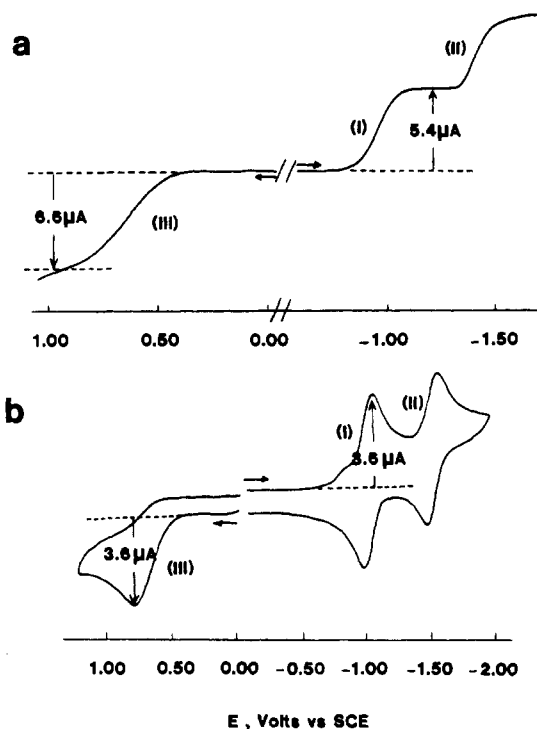 a
(II)
(I)
5.4µA
6.6µA
(III)
1.00 0.50 0.00 -1.00 -1.50
b
(I)
(II)
3.6µA
3.6µA
(III)
1.00 0.50 0.00 -0.50 -1.00 -1.50 -2.00
E , Volts vs SCE